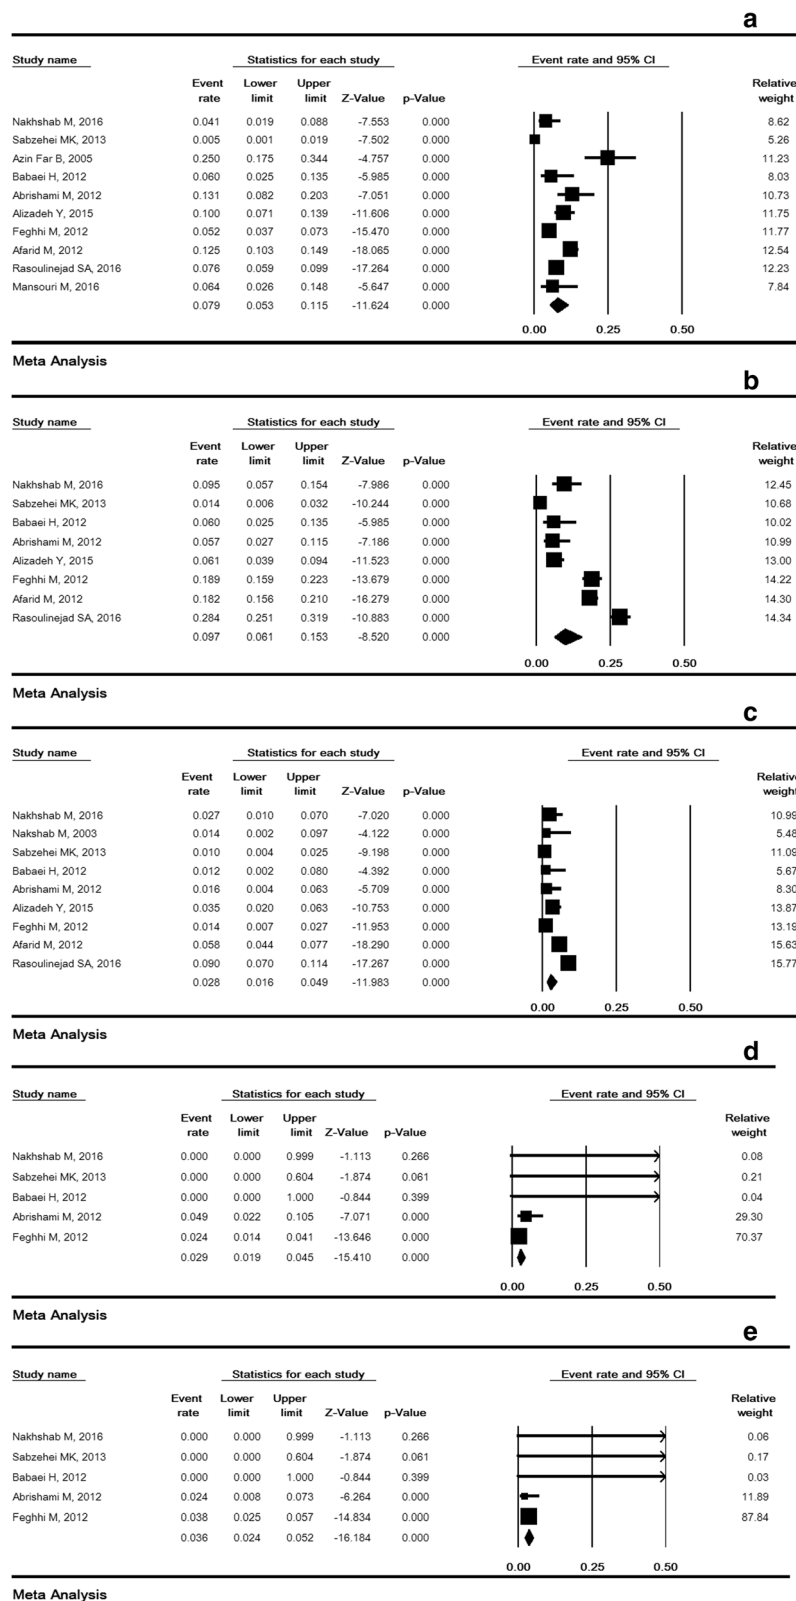 a
Study name Statistics for each study Event rate and 95% CI
Event Lower Upper Relative
rate limit limit Z-Value p-Value weight
Nakhshab M, 2016 0.041 0.019 0.088 -7.553 0.000 8.62
Sabzehei MK, 2013 0.005 0.001 0.019 -7.502 0.000 5.26
Azin Far B, 2005 0.250 0.175 0.344 -4.757 0.000 11.23
Babaei H, 2012 0.060 0.025 0.135 -5.985 0.000 8.03
Abrishami M, 2012 0.131 0.082 0.203 -7.051 0.000 10.73
Alizadeh Y, 2015 0.100 0.071 0.139 -11.606 0.000 11.75
Feghhi M, 2012 0.052 0.037 0.073 -15.470 0.000 11.77
Afarid M, 2012 0.125 0.103 0.149 -18.065 0.000 12.54
Rasoulinejad SA, 2016 0.076 0.059 0.099 -17.264 0.000 12.23
Mansouri M, 2016 0.064 0.026 0.148 -5.647 0.000 7.84
0.079 0.053 0.115 -11.624 0.000
0.00 0.25 0.50
Meta Analysis
b
Study name Statistics for each study Event rate and 95% CI
Event Lower Upper Relative
rate limit limit Z-Value p-Value weight
Nakhshab M, 2016 0.095 0.057 0.154 -7.986 0.000 12.45
Sabzehei MK, 2013 0.014 0.006 0.032 -10.244 0.000 10.68
Babaei H, 2012 0.060 0.025 0.135 -5.985 0.000 10.02
Abrishami M, 2012 0.057 0.027 0.115 -7.186 0.000 10.99
Alizadeh Y, 2015 0.061 0.039 0.094 -11.523 0.000 13.00
Feghhi M, 2012 0.189 0.159 0.223 -13.679 0.000 14.22
Afarid M, 2012 0.182 0.156 0.210 -16.279 0.000 14.30
Rasoulinejad SA, 2016 0.284 0.251 0.319 -10.883 0.000 14.34
0.097 0.061 0.153 -8.520 0.000
0.00 0.25 0.50
Meta Analysis
c
Study name Statistics for each study Event rate and 95% CI
Event Lower Upper Relative
rate limit limit Z-Value p-Value weight
Nakhshab M, 2016 0.027 0.010 0.070 -7.020 0.000 10.99
Nakshab M, 2003 0.014 0.002 0.097 -4.122 0.000 5.48
Sabzehei MK, 2013 0.010 0.004 0.025 -9.198 0.000 11.09
Babaei H, 2012 0.012 0.002 0.080 -4.392 0.000 5.67
Abrishami M, 2012 0.016 0.004 0.063 -5.709 0.000 8.30
Alizadeh Y, 2015 0.035 0.020 0.063 -10.753 0.000 13.87
Feghhi M, 2012 0.014 0.007 0.027 -11.953 0.000 13.19
Afarid M, 2012 0.058 0.044 0.077 -18.290 0.000 15.63
Rasoulinejad SA, 2016 0.090 0.070 0.114 -17.267 0.000 15.77
0.028 0.016 0.049 -11.983 0.000
0.00 0.25 0.50
Meta Analysis
d
Study name Statistics for each study Event rate and 95% CI
Event Lower Upper Relative
rate limit limit Z-Value p-Value weight
Nakhshab M, 2016 0.000 0.000 0.999 -1.113 0.266 0.08
Sabzehei MK, 2013 0.000 0.000 0.604 -1.874 0.061 0.21
Babaei H, 2012 0.000 0.000 1.000 -0.844 0.399 0.04
Abrishami M, 2012 0.049 0.022 0.105 -7.071 0.000 29.30
Feghhi M, 2012 0.024 0.014 0.041 -13.646 0.000 70.37
0.029 0.019 0.045 -15.410 0.000
0.00 0.25 0.50
Meta Analysis
e
Study name Statistics for each study Event rate and 95% CI
Event Lower Upper Relative
rate limit limit Z-Value p-Value weight
Nakhshab M, 2016 0.000 0.000 0.999 -1.113 0.266 0.06
Sabzehei MK, 2013 0.000 0.000 0.604 -1.874 0.061 0.17
Babaei H, 2012 0.000 0.000 1.000 -0.844 0.399 0.03
Abrishami M, 2012 0.024 0.008 0.073 -6.264 0.000 11.89
Feghhi M, 2012 0.038 0.025 0.057 -14.834 0.000 87.84
0.036 0.024 0.052 -16.184 0.000
0.00 0.25 0.50
Meta Analysis